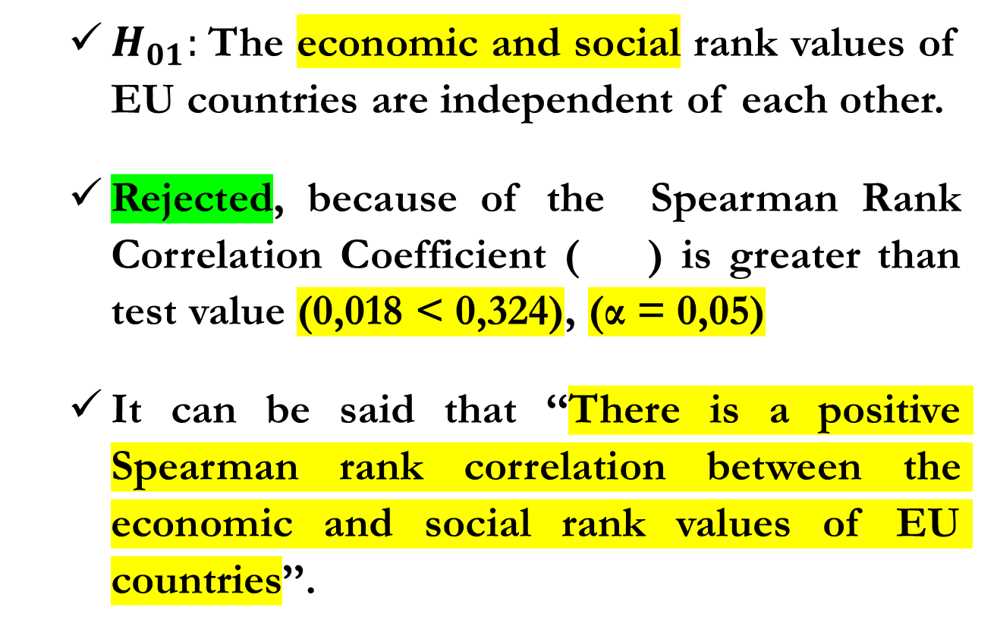 ✓ H01: The economic and social rank values of
EU countries are independent of each other.
✓ Rejected, because of the Spearman Rank
Correlation Coefficient ( ) is greater than
test value (0,018 < 0,324), (α = 0,05)
✓ It can be said that “There is a positive
Spearman rank correlation between the
economic and social rank values of EU
countries”.